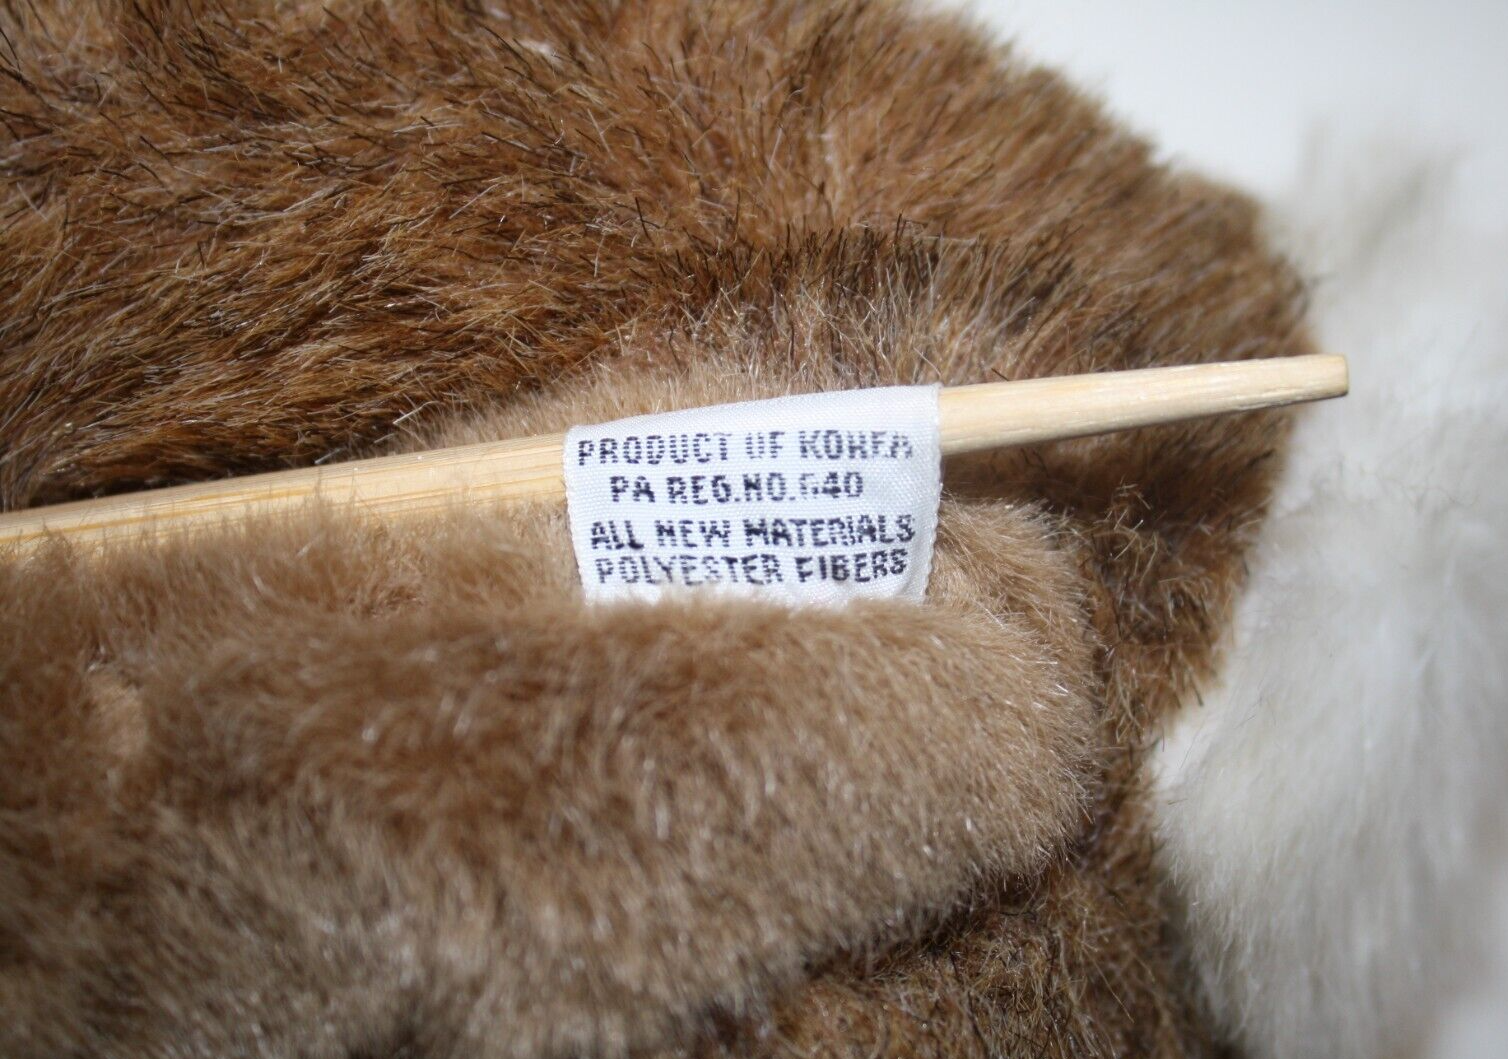 PRODUCT OF KOREA
PA REG.NO.640
ALL NEW MATERIALS
POLYESTER FIBERS